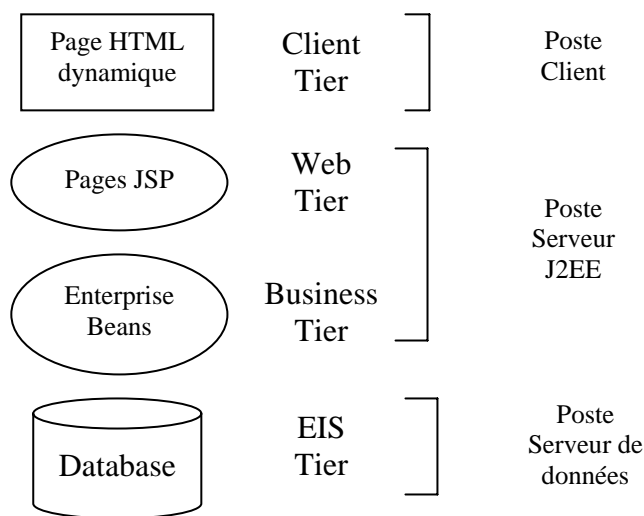 Page HTML
dynamique
Client
Tier
Poste
Client
Pages JSP
Web
Tier
Enterprise
Beans
Business
Tier
Poste
Serveur
J2EE
Database
EIS
Tier
Poste
Serveur de
données